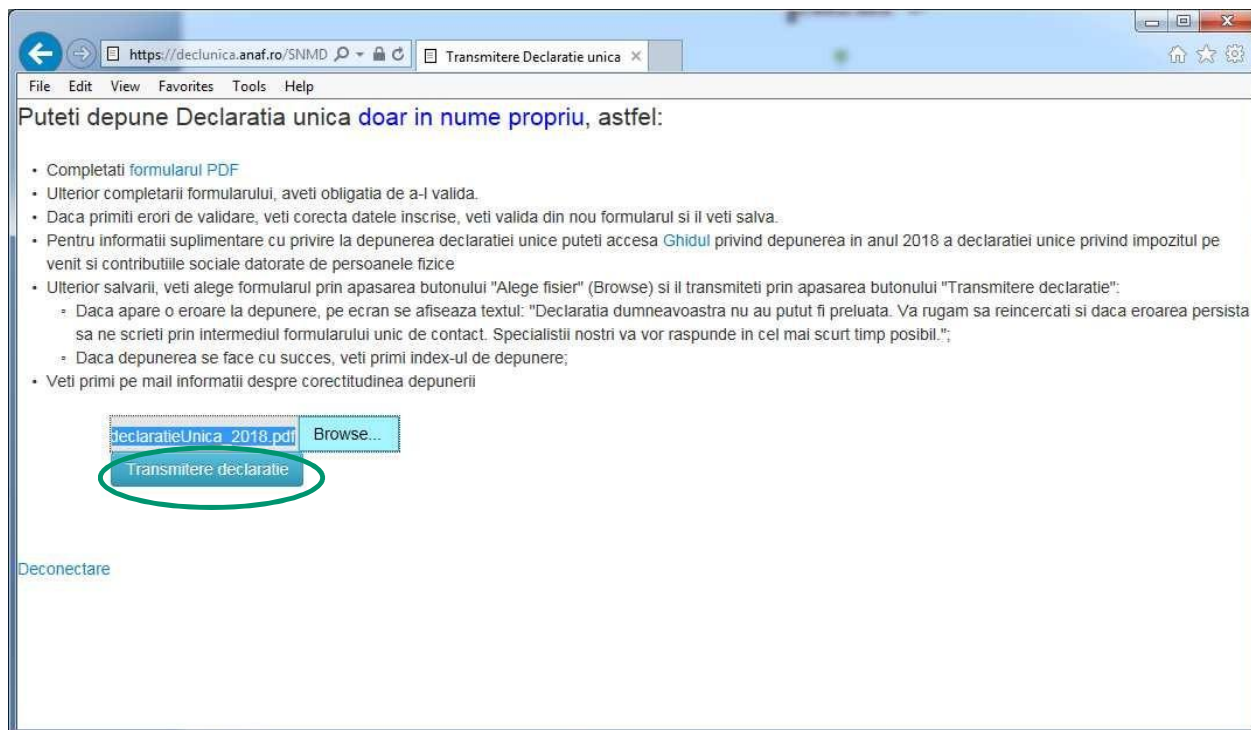 https://declunica.anaf.ro/SNMD
Transmitere Declaratie unica
File Edit View Favorites Tools Help
Puteti depune Declaratia unica doar in nume propriu, astfel:
• Completati formularul PDF
• Ulterior completarii formularului, aveti obligatia de a-l valida.
• Daca primiti erori de validare, veti corecta datele inscrise, veti valida din nou formularul si il veti salva.
• Pentru informatii suplimentare cu privire la depunerea declaratiei unice puteti accesa Ghidul privind depunerea in anul 2018 a declaratiei unice privind impozitul pe
venit si contributiile sociale datorate de persoanele fizice
• Ulterior salvarii, veti alege formularul prin apasarea butonului "Alege fisier" (Browse) si il transmiteti prin apasarea butonului "Transmitere declaratie":
◦ Daca apare o eroare la depunere, pe ecran se afiseaza textul: "Declaratia dumneavoastra nu au putut fi preluata. Va rugam sa reincercati si daca eroarea persista
sa ne scrieti prin intermediul formularului unic de contact. Specialistii nostri va vor raspunde in cel mai scurt timp posibil.";
◦ Daca depunerea se face cu succes, veti primi index-ul de depunere;
• Veti primi pe mail informatii despre corectitudinea depunerii
declaratieUnica_2018.pdf Browse...
Transmitere declaratie
Deconectare